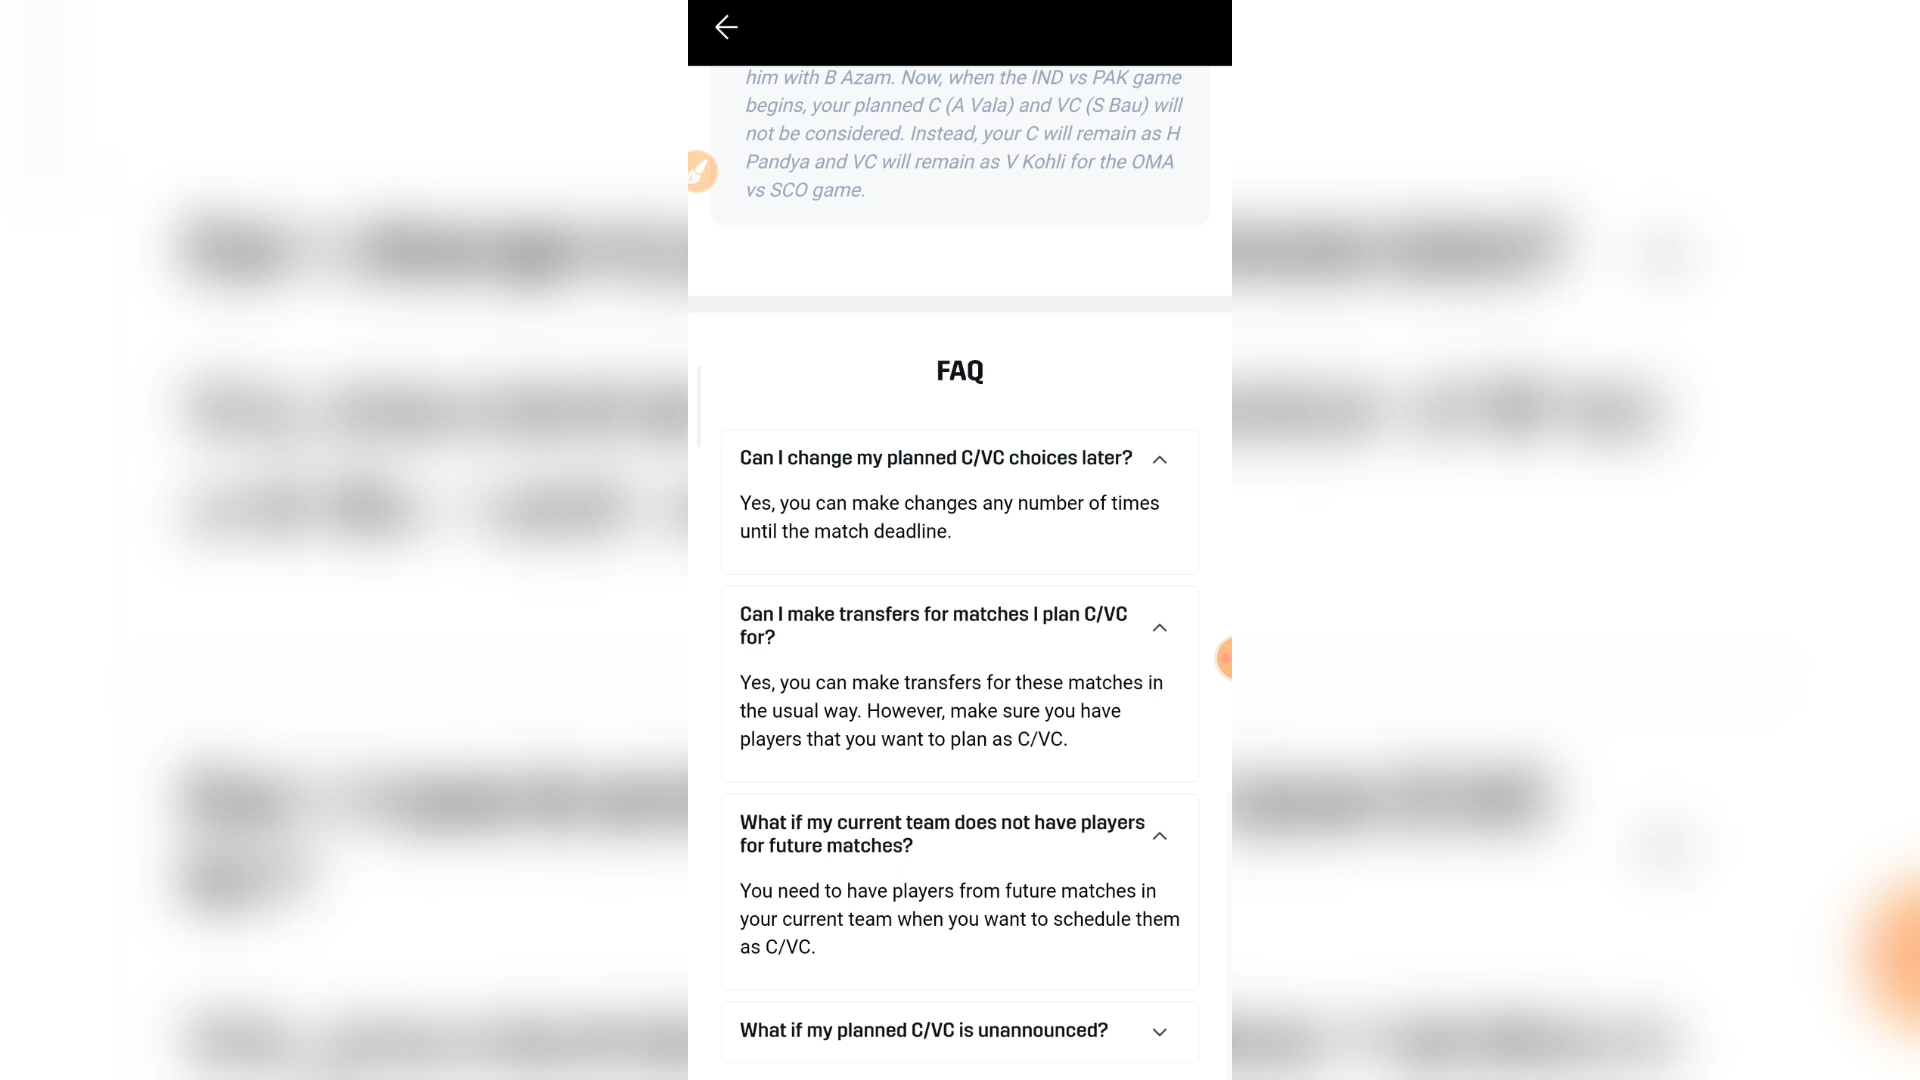 him with B Azam. Now, when the IND vs PAK game
begins, your planned C (A Vala) and VC (S Bau) will
not be considered. Instead, your C will remain as H
Pandya and VC will remain as V Kohli for the OMA
vs SCO game.
FAQ
Can I change my planned C/VC choices later?
Yes, you can make changes any number of times
until the match deadline.
Can I make transfers for matches I plan C/VC
for?
Yes, you can make transfers for these matches in
the usual way. However, make sure you have
players that you want to plan as C/VC.
What if my current team does not have players
for future matches?
You need to have players from future matches in
your current team when you want to schedule them
as C/VC.
What if my planned C/VC is unannounced?